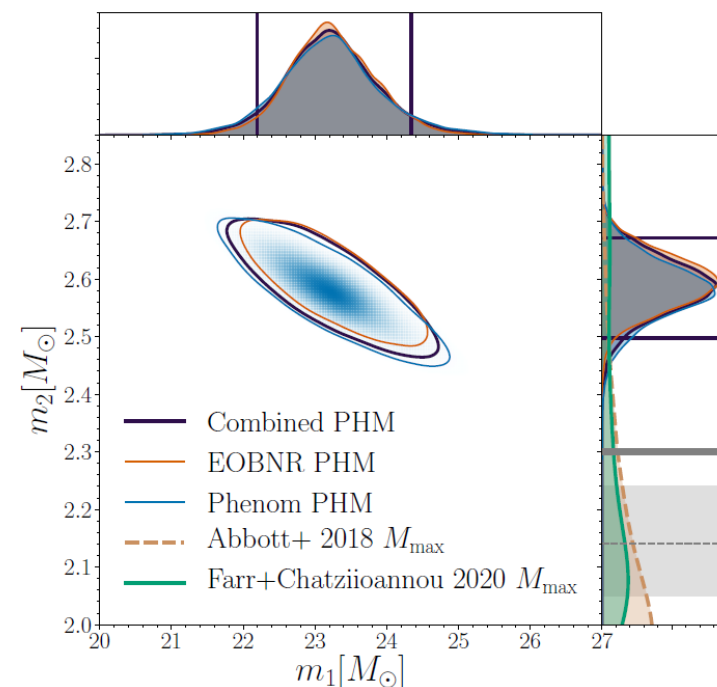 2.8
2.7
2.6
2.5
2.4
2.3
2.2
2.1
2.0
m₂[M⊙]
Combined PHM
EOBNR PHM
Phenom PHM
Abbott+ 2018 M_max
Farr+Chatziioannou 2020 M_max
20 21 22 23 24 25 26 27
m₁[M⊙]